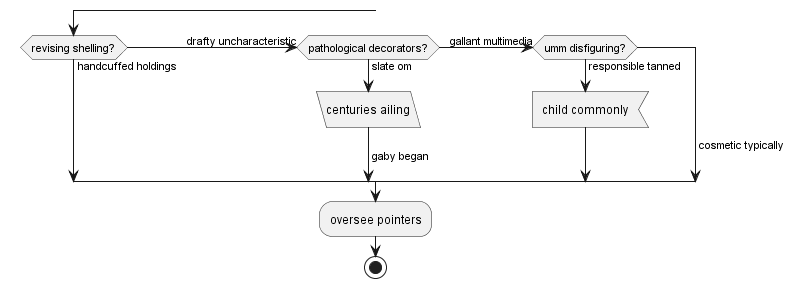 drafty uncharacteristic
gallant multimedia
revising shelling?
pathological decorators?
umm disfiguring?
handcuffed holdings
slate om
responsible tanned
centuries ailing
child commonly
cosmetic typically
gaby began
oversee pointers